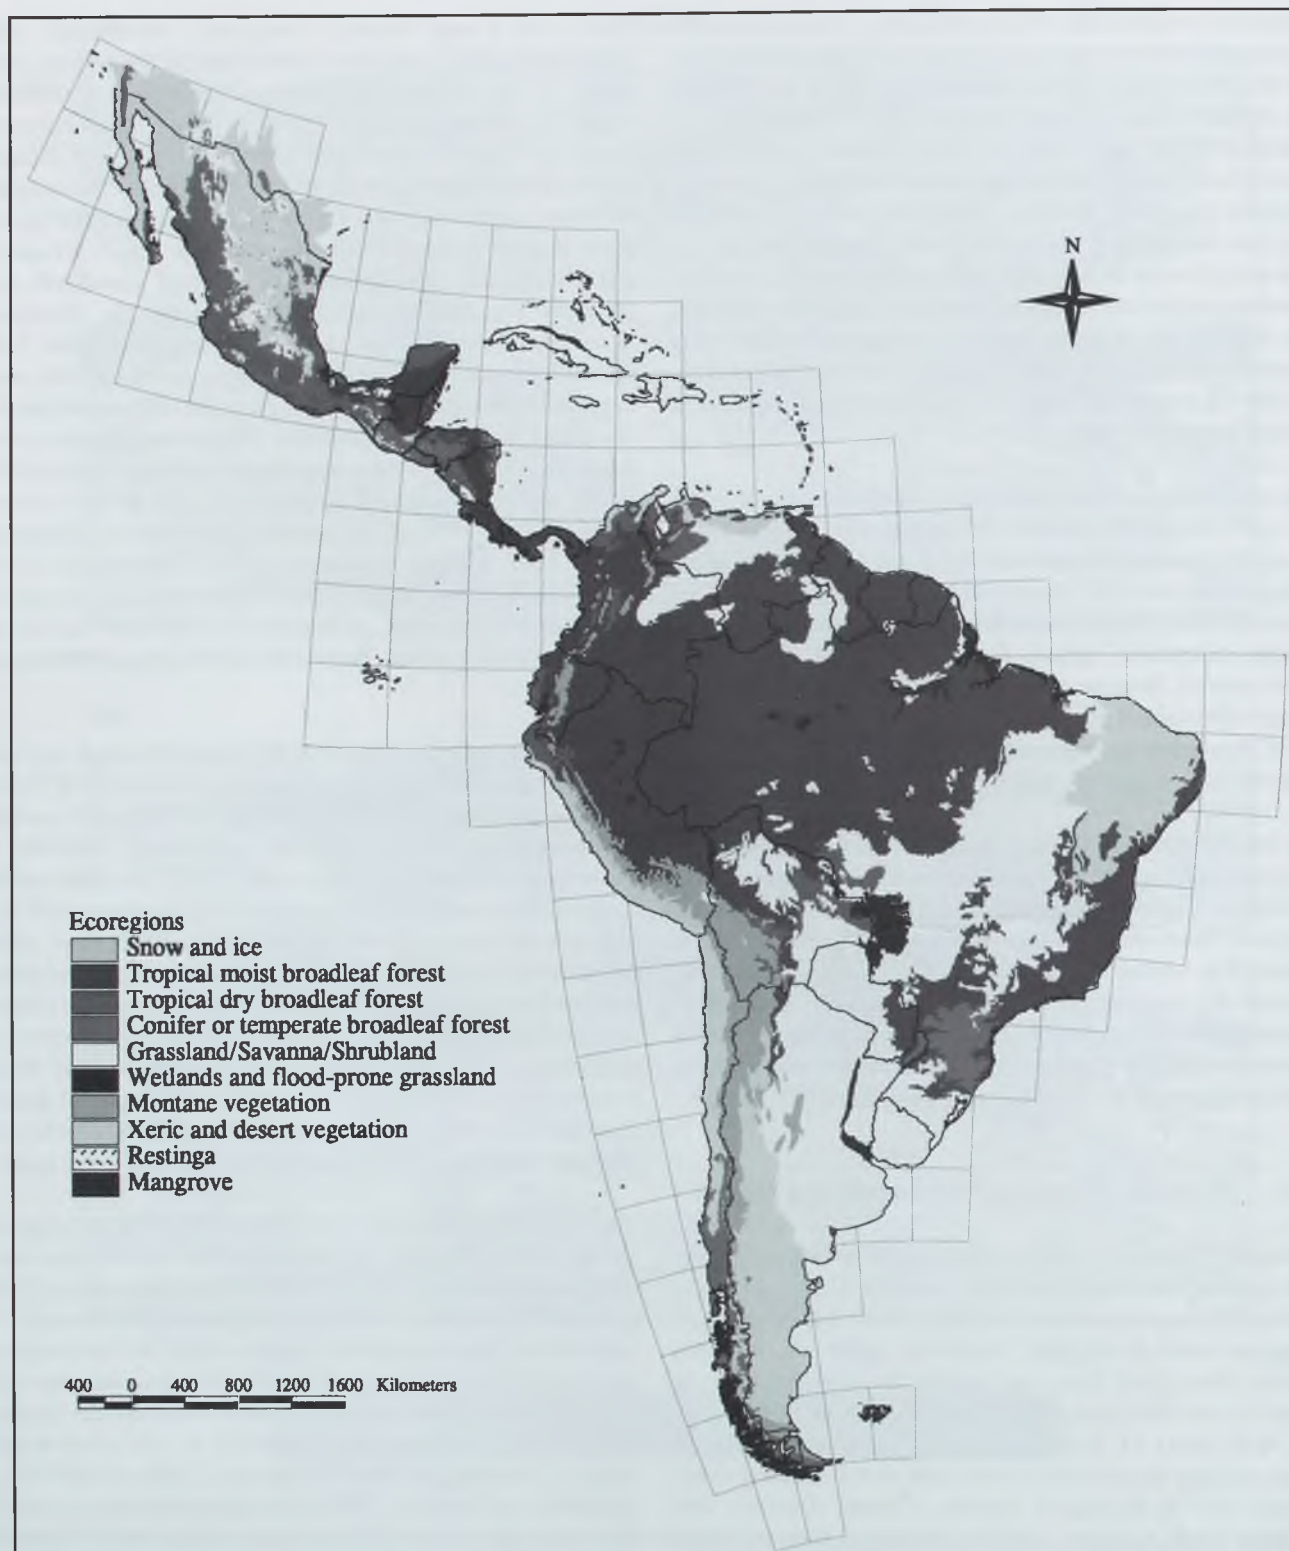 N
Ecoregions
Snow and ice
Tropical moist broadleaf forest
Tropical dry broadleaf forest
Conifer or temperate broadleaf forest
Grassland/Savanna/Shrubland
Wetlands and flood-prone grassland
Montane vegetation
Xeric and desert vegetation
Restinga
Mangrove
400 0 400 800 1200 1600 Kilometers